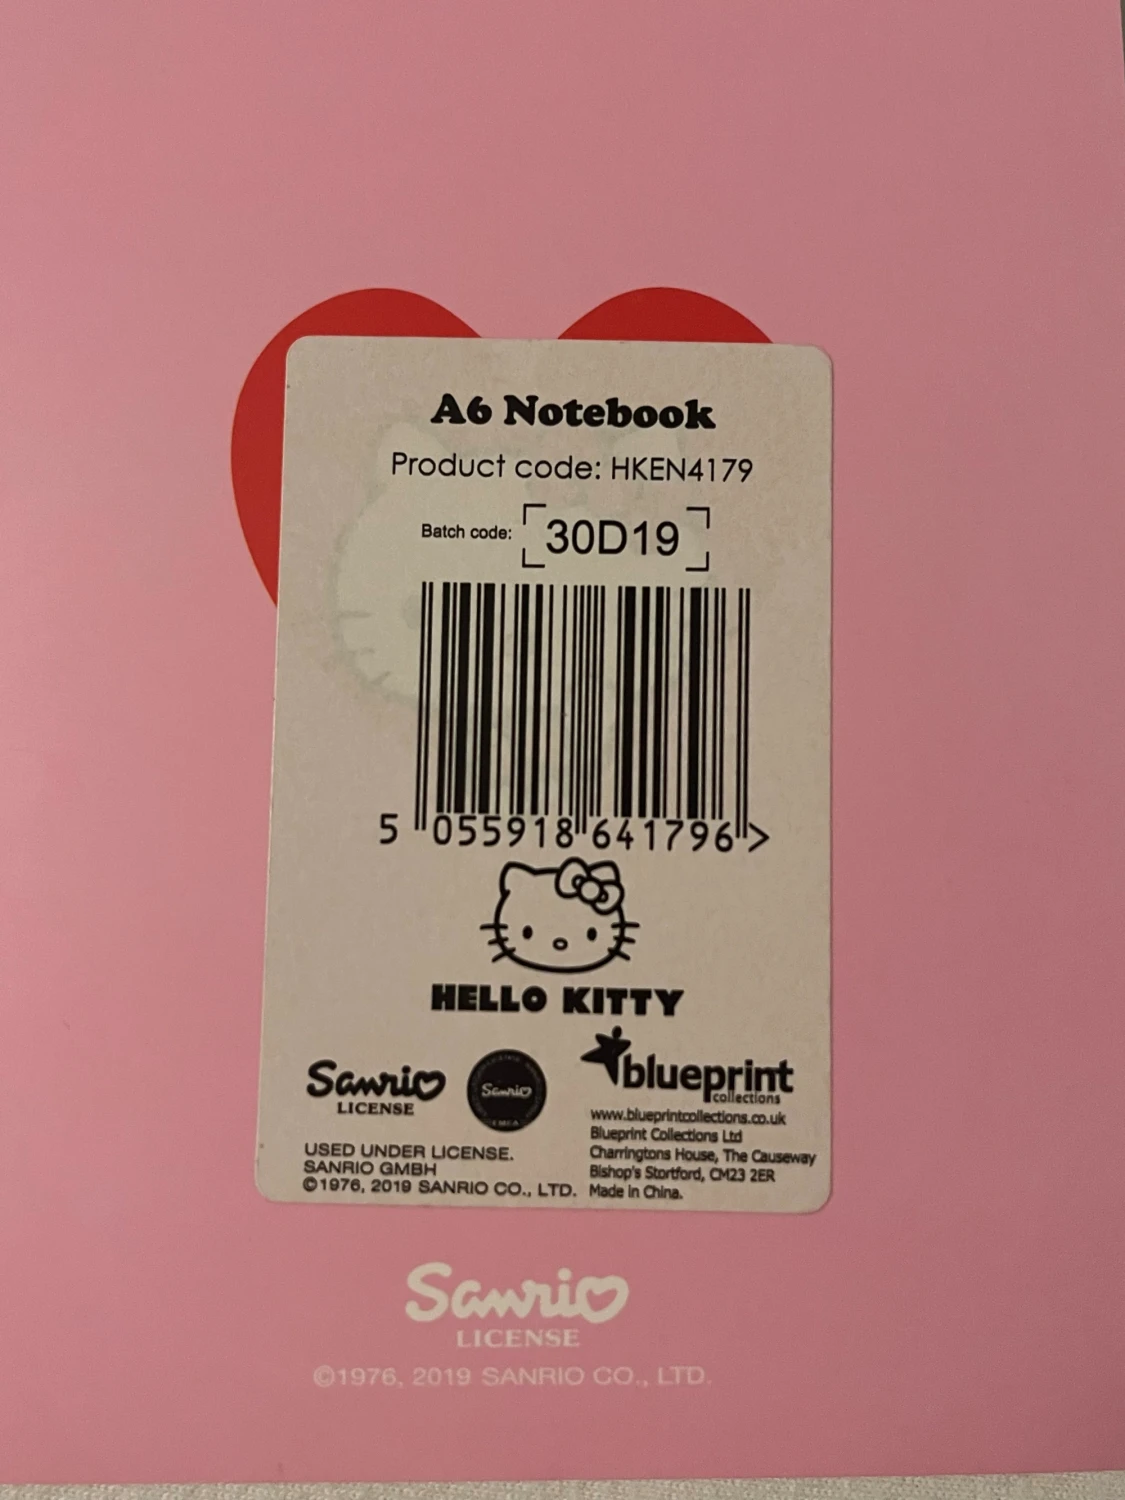 A6 Notebook
Product code: HKEN4179
Batch code: 30D19
5 055918 641796 >
HELLO KITTY
Sanrio
LICENSE
Sanrio
EMEA
USED UNDER LICENSE.
SANRIO GMBH
©1976, 2019 SANRIO CO., LTD.
blueprint
collections
www.blueprintcollections.co.uk
Blueprint Collections Ltd
Charringtons House, The Causeway
Bishop's Stortford, CM23 2ER
Made in China.
Sanrio
LICENSE
©1976, 2019 SANRIO CO., LTD.